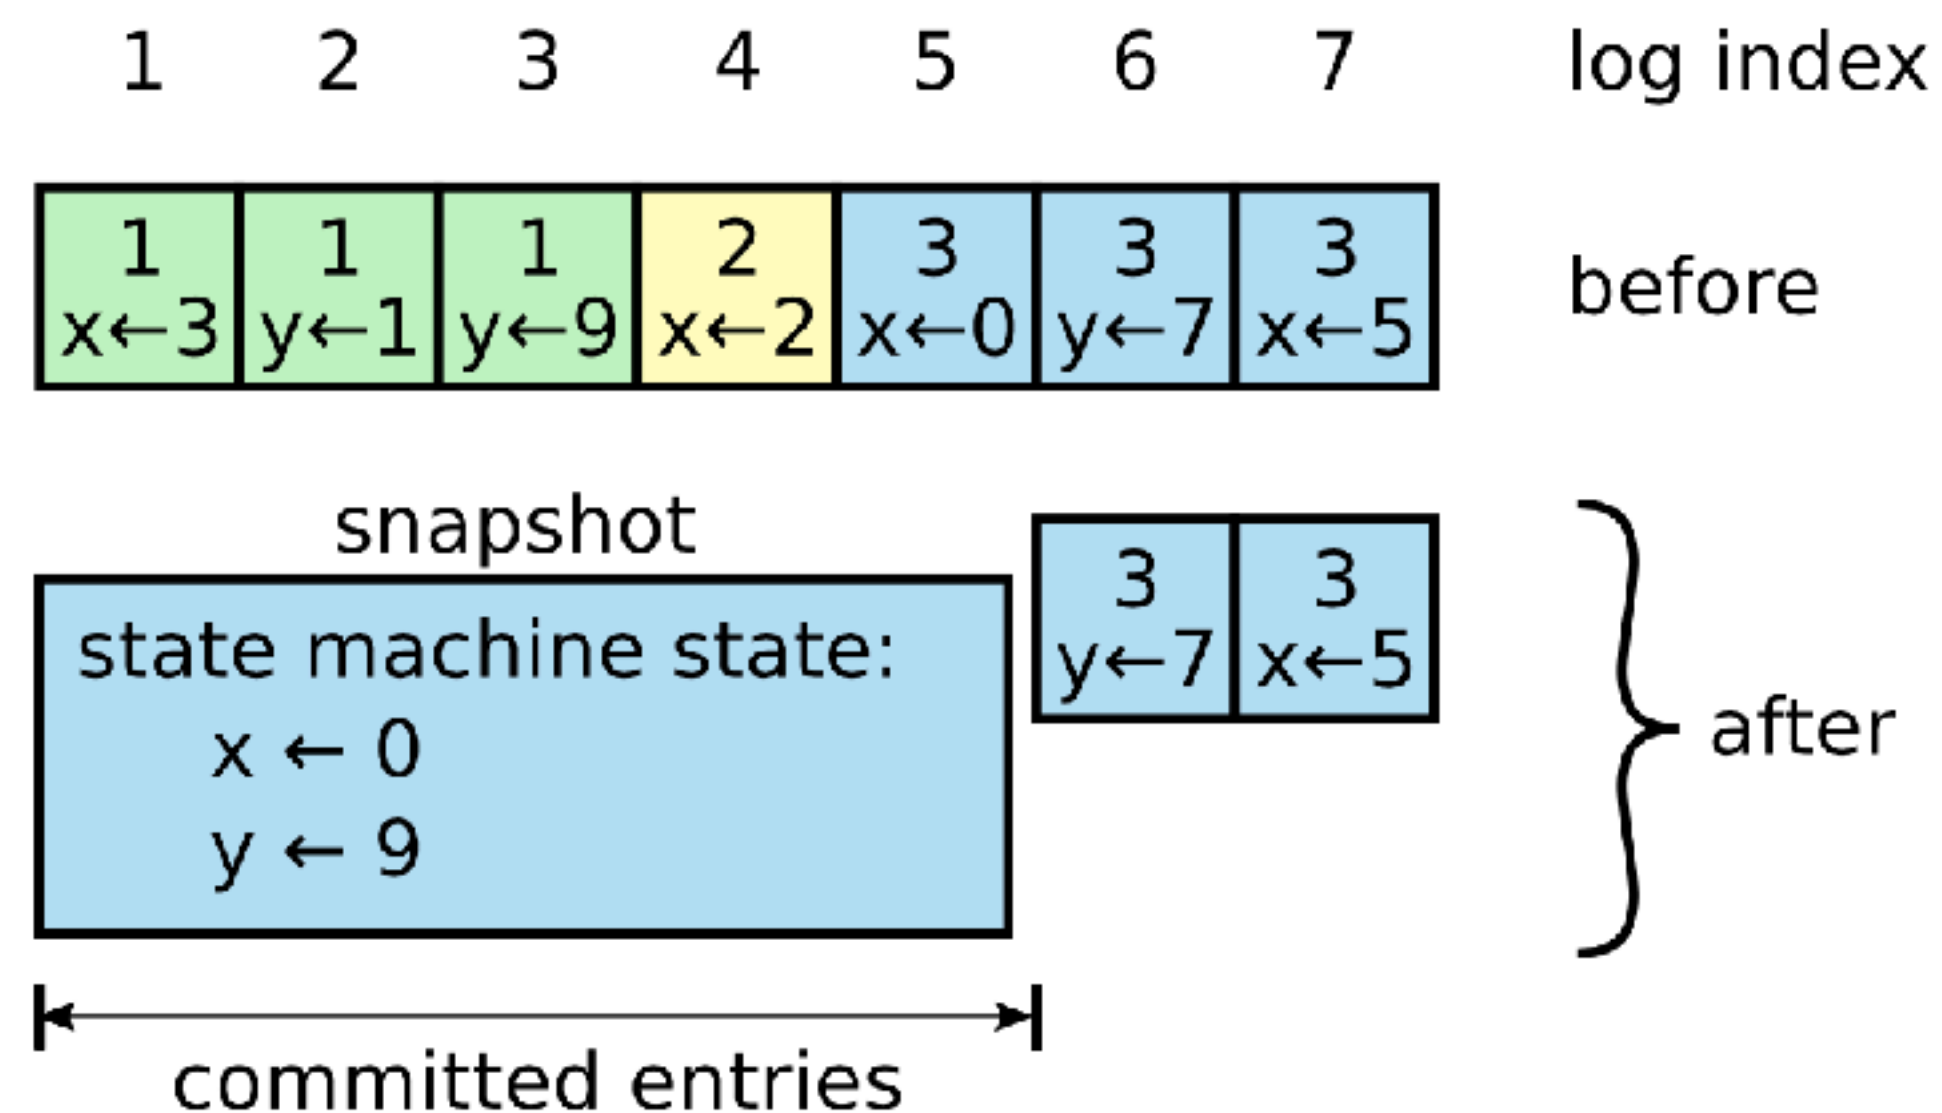 1 2 3 4 5 6 7 log index
1 1 1 2 3 3 3
x←3 y←1 y←9 x←2 x←0 y←7 x←5
before
snapshot
3 3
y←7 x←5
state machine state:
x ← 0
y ← 9
after
committed entries